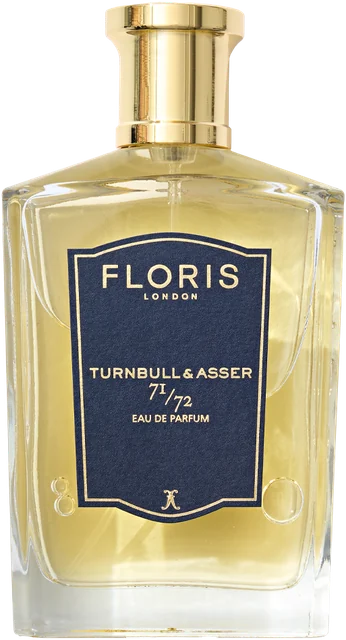 FLORIS
LONDON
TURNBULL & ASSER
71/72
EAU DE PARFUM